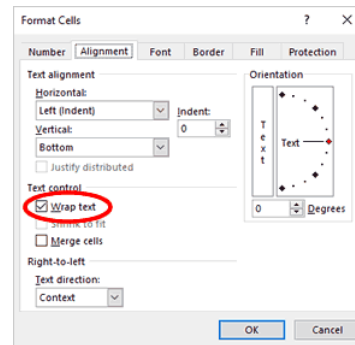 Format Cells ? X
Number Alignment Font Border Fill Protection
Text alignment
Horizontal:
Left (Indent)
Indent:
0
Vertical:
Bottom
Justify distributed
Text control
Wrap text
Shrink to fit
Merge cells
Right-to-left
Text direction:
Context
Orientation
Text
Text
0 Degrees
OK Cancel